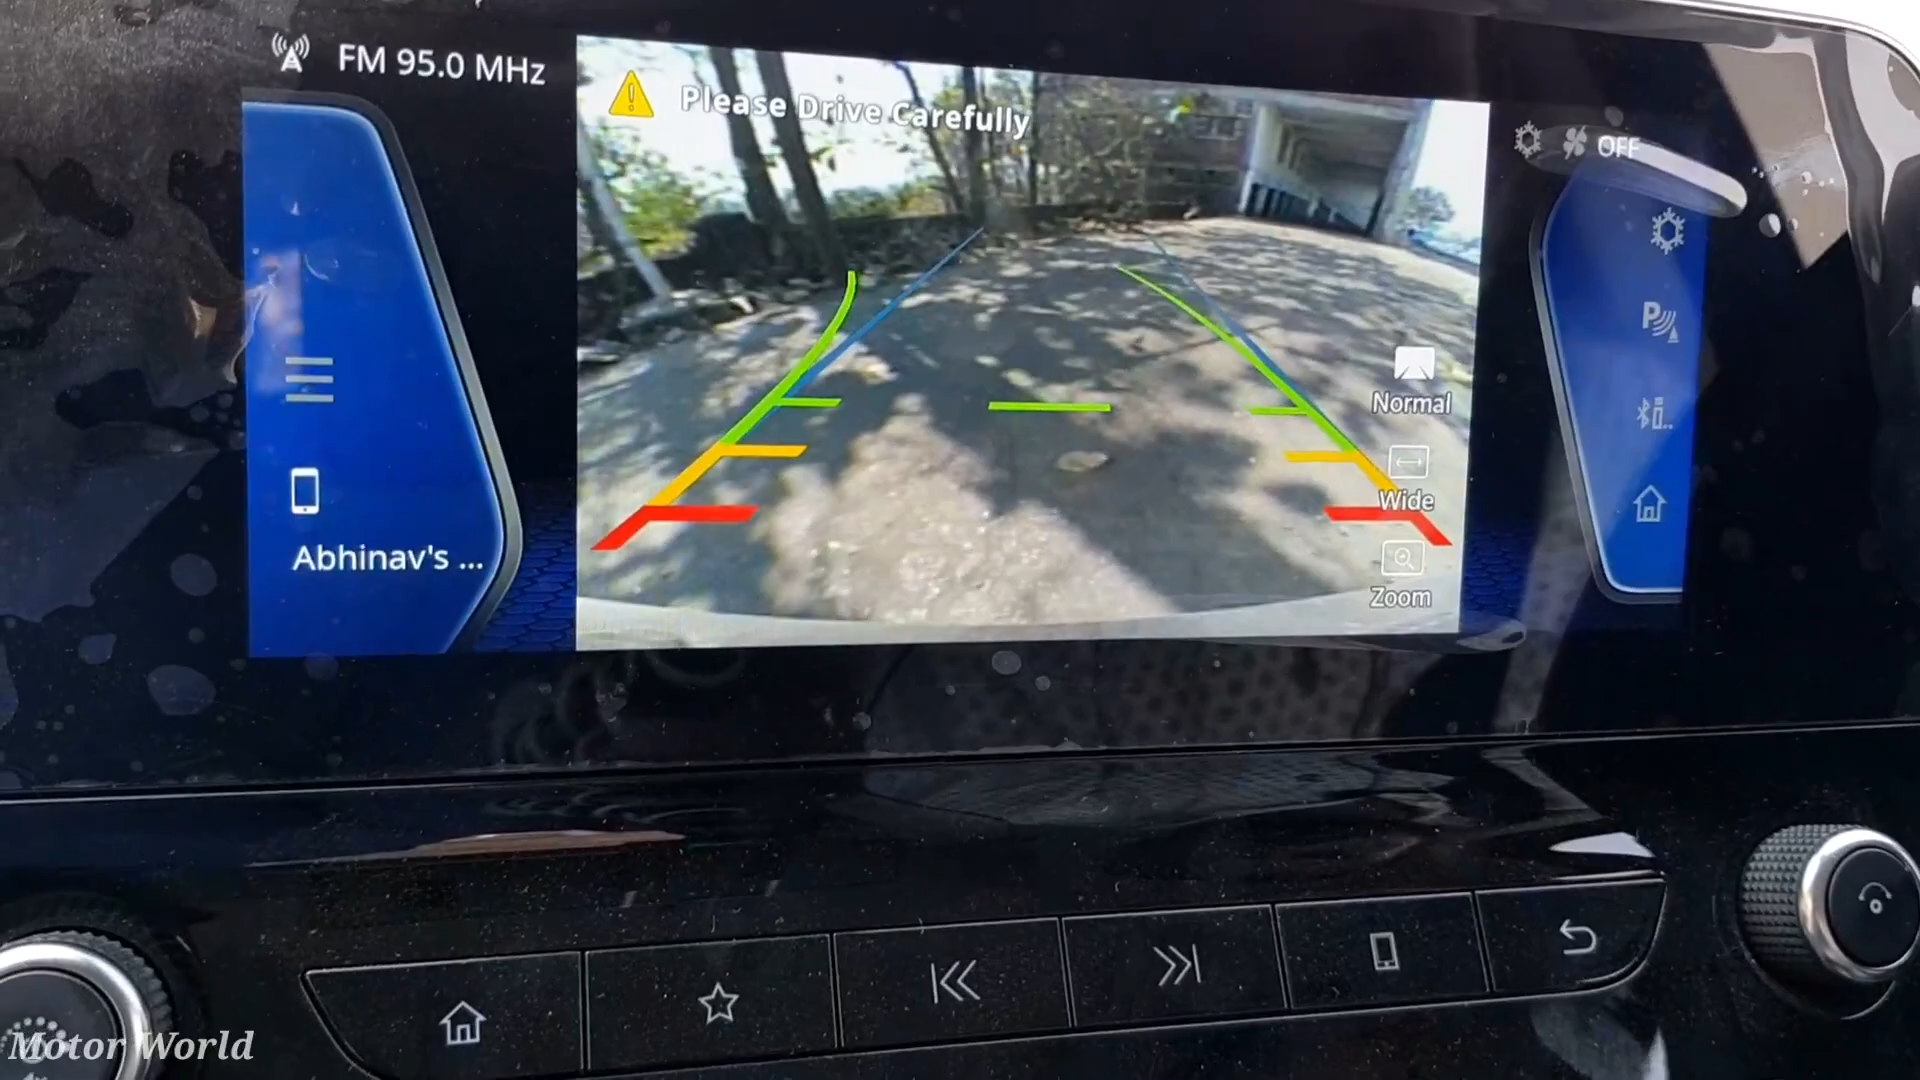 FM 95.0 MHz
Please Drive Carefully
OFF
Normal
Wide
Zoom
Abhinav's ...
Motor World